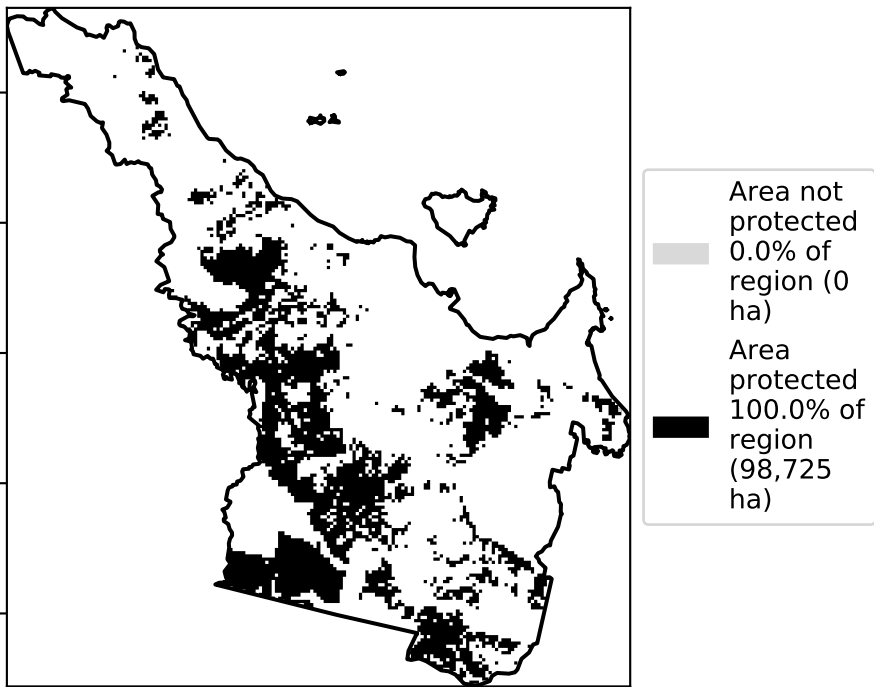 Area not
protected
0.0% of
region (0
ha)
Area
protected
100.0% of
region
(98,725
ha)